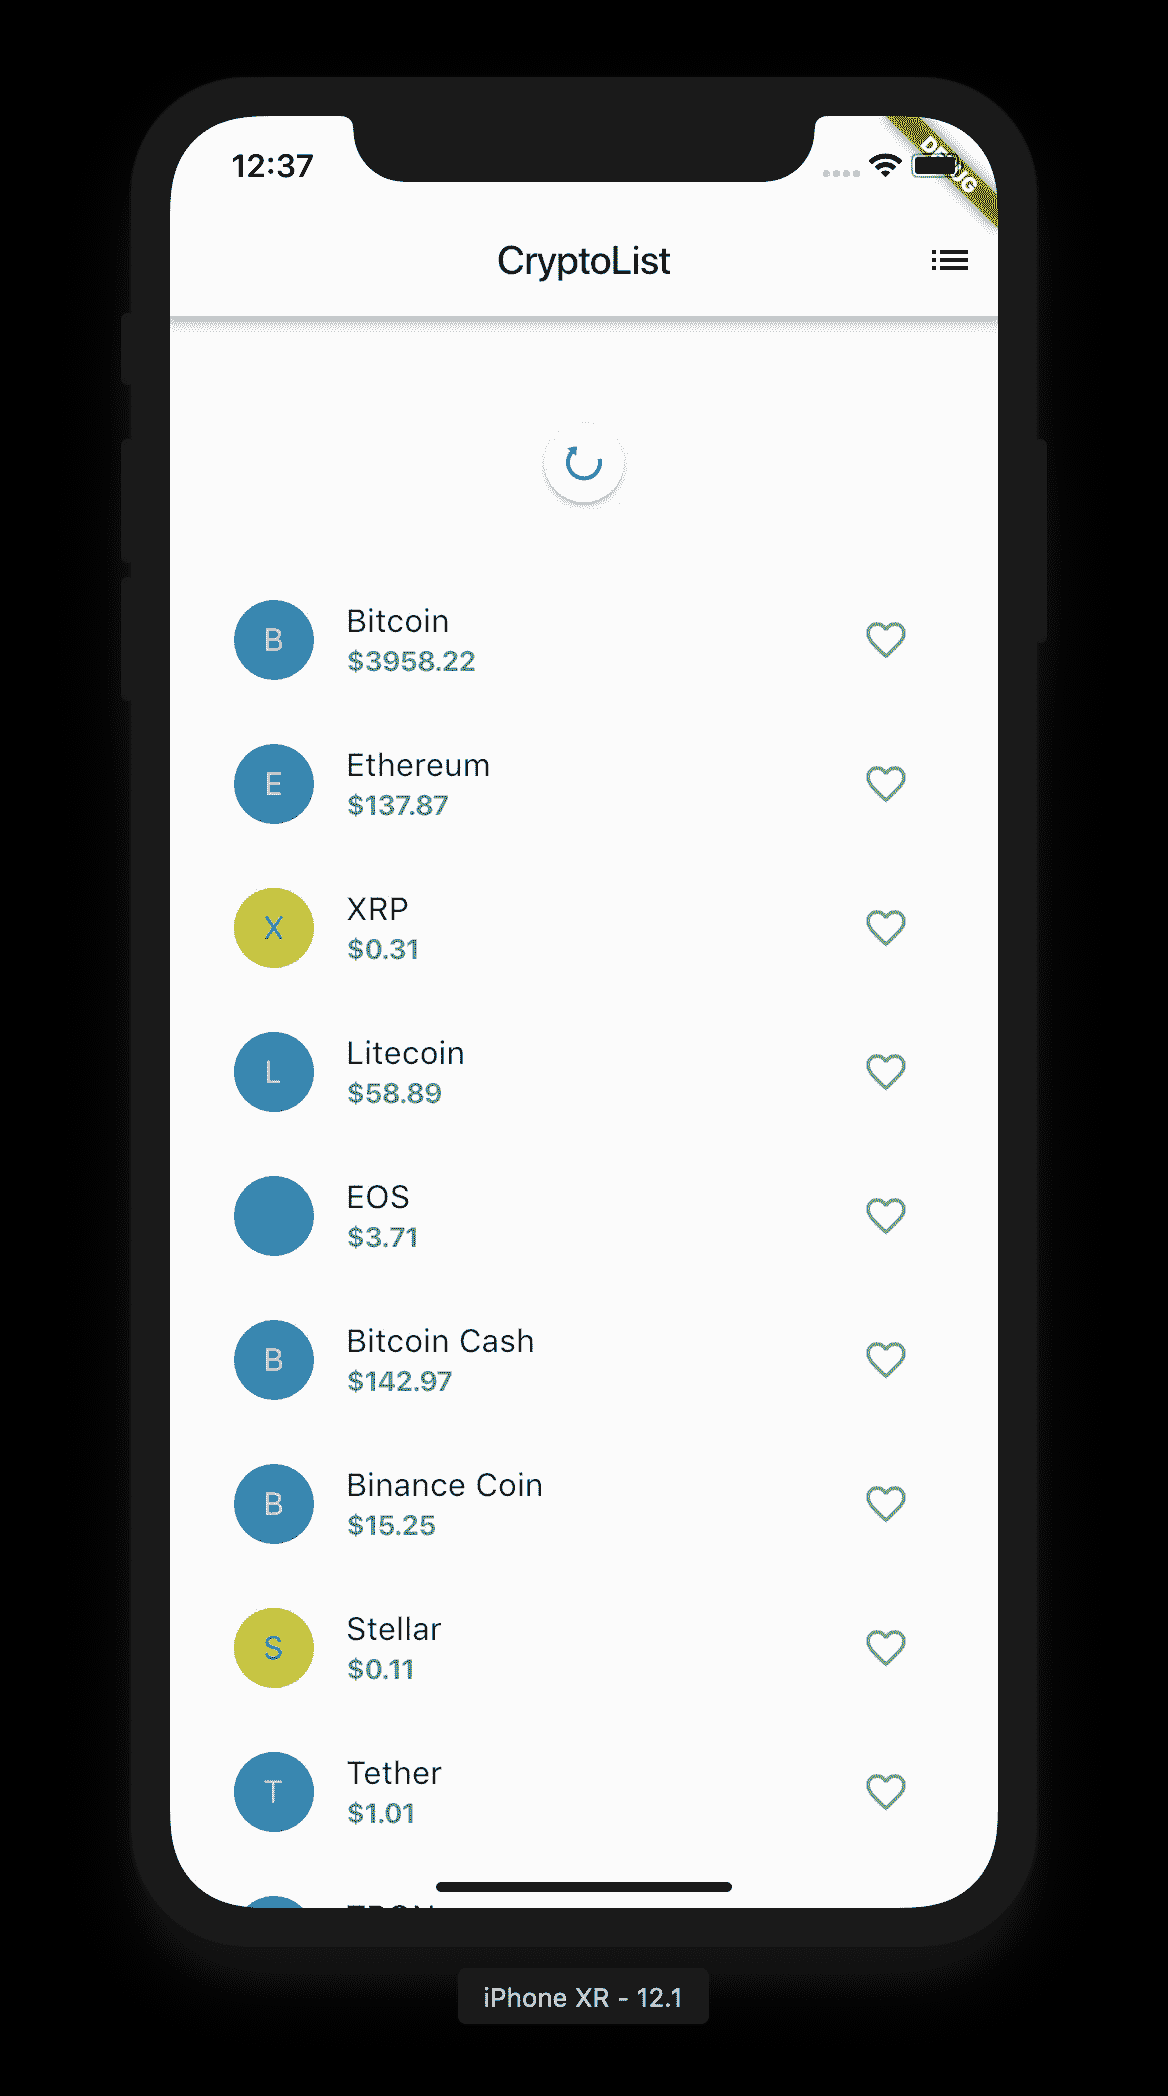 12:37
DEBUG
CryptoList
B
Bitcoin
$3958.22
E
Ethereum
$137.87
X
XRP
$0.31
L
Litecoin
$58.89
EOS
$3.71
B
Bitcoin Cash
$142.97
B
Binance Coin
$15.25
S
Stellar
$0.11
T
Tether
$1.01
TRON
iPhone XR - 12.1